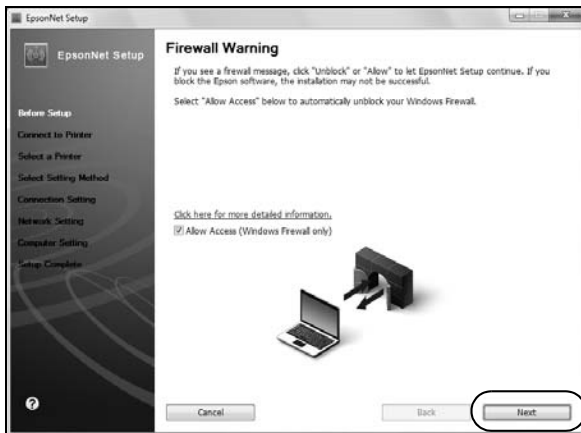 EpsonNet Setup
EpsonNet Setup
Before Setup
Connect to Printer
Select a Printer
Select Setting Method
Connection Setting
Network Setting
Computer Setting
Setup Complete
Firewall Warning
If you see a firewall message, click "Unblock" or "Allow" to let EpsonNet Setup continue. If you
block the Epson software, the installation may not be successful.
Select "Allow Access" below to automatically unblock your Windows Firewall.
Click here for more detailed information.
Allow Access (Windows Firewall only)
?
Cancel
Back
Next